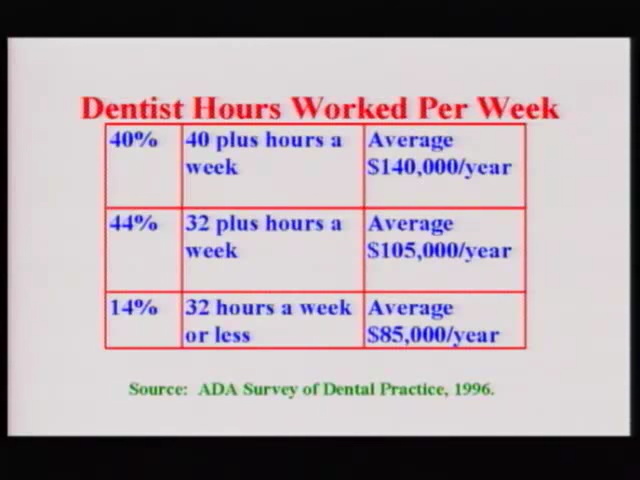 Dentist Hours Worked Per Week
40% 40 plus hours a week Average $140,000/year
44% 32 plus hours a week Average $105,000/year
14% 32 hours a week or less Average $85,000/year
Source: ADA Survey of Dental Practice, 1996.